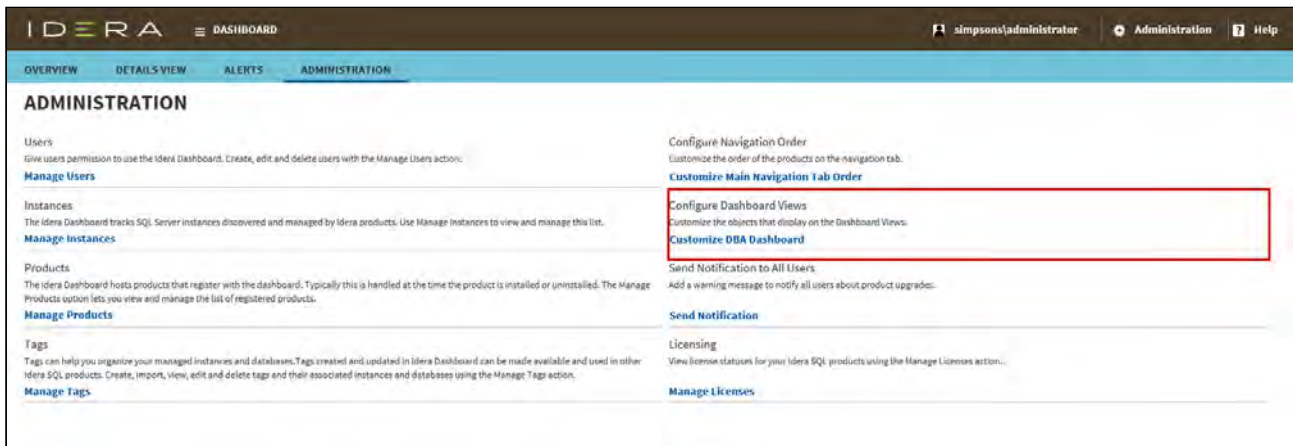 IDERA
DASHBOARD
simpsons\administrator
Administration
Help
OVERVIEW
DETAILS VIEW
ALERTS
ADMINISTRATION
ADMINISTRATION
Users
Give users permission to use the Idera Dashboard. Create, edit and delete users with the Manage Users action.
Manage Users
Instances
The Idera Dashboard tracks SQL Server instances discovered and managed by Idera products. Use Manage Instances to view and manage this list.
Manage Instances
Products
The Idera Dashboard hosts products that register with the dashboard. Typically this is handled at the time the product is installed or uninstalled. The Manage
Products option lets you view and manage the list of registered products.
Manage Products
Tags
Tags can help you organize your managed instances and databases.Tags created and updated in Idera Dashboard can be made available and used in other
Idera SQL products. Create, import, view, edit and delete tags and their associated instances and databases using the Manage Tags action.
Manage Tags
Configure Navigation Order
Customize the order of the products on the navigation tab.
Customize Main Navigation Tab Order
Configure Dashboard Views
Customize the objects that display on the Dashboard Views.
Customize DBA Dashboard
Send Notification to All Users
Add a warning message to notify all users about product upgrades.
Send Notification
Licensing
View license statuses for your Idera SQL products using the Manage Licenses action...
Manage Licenses